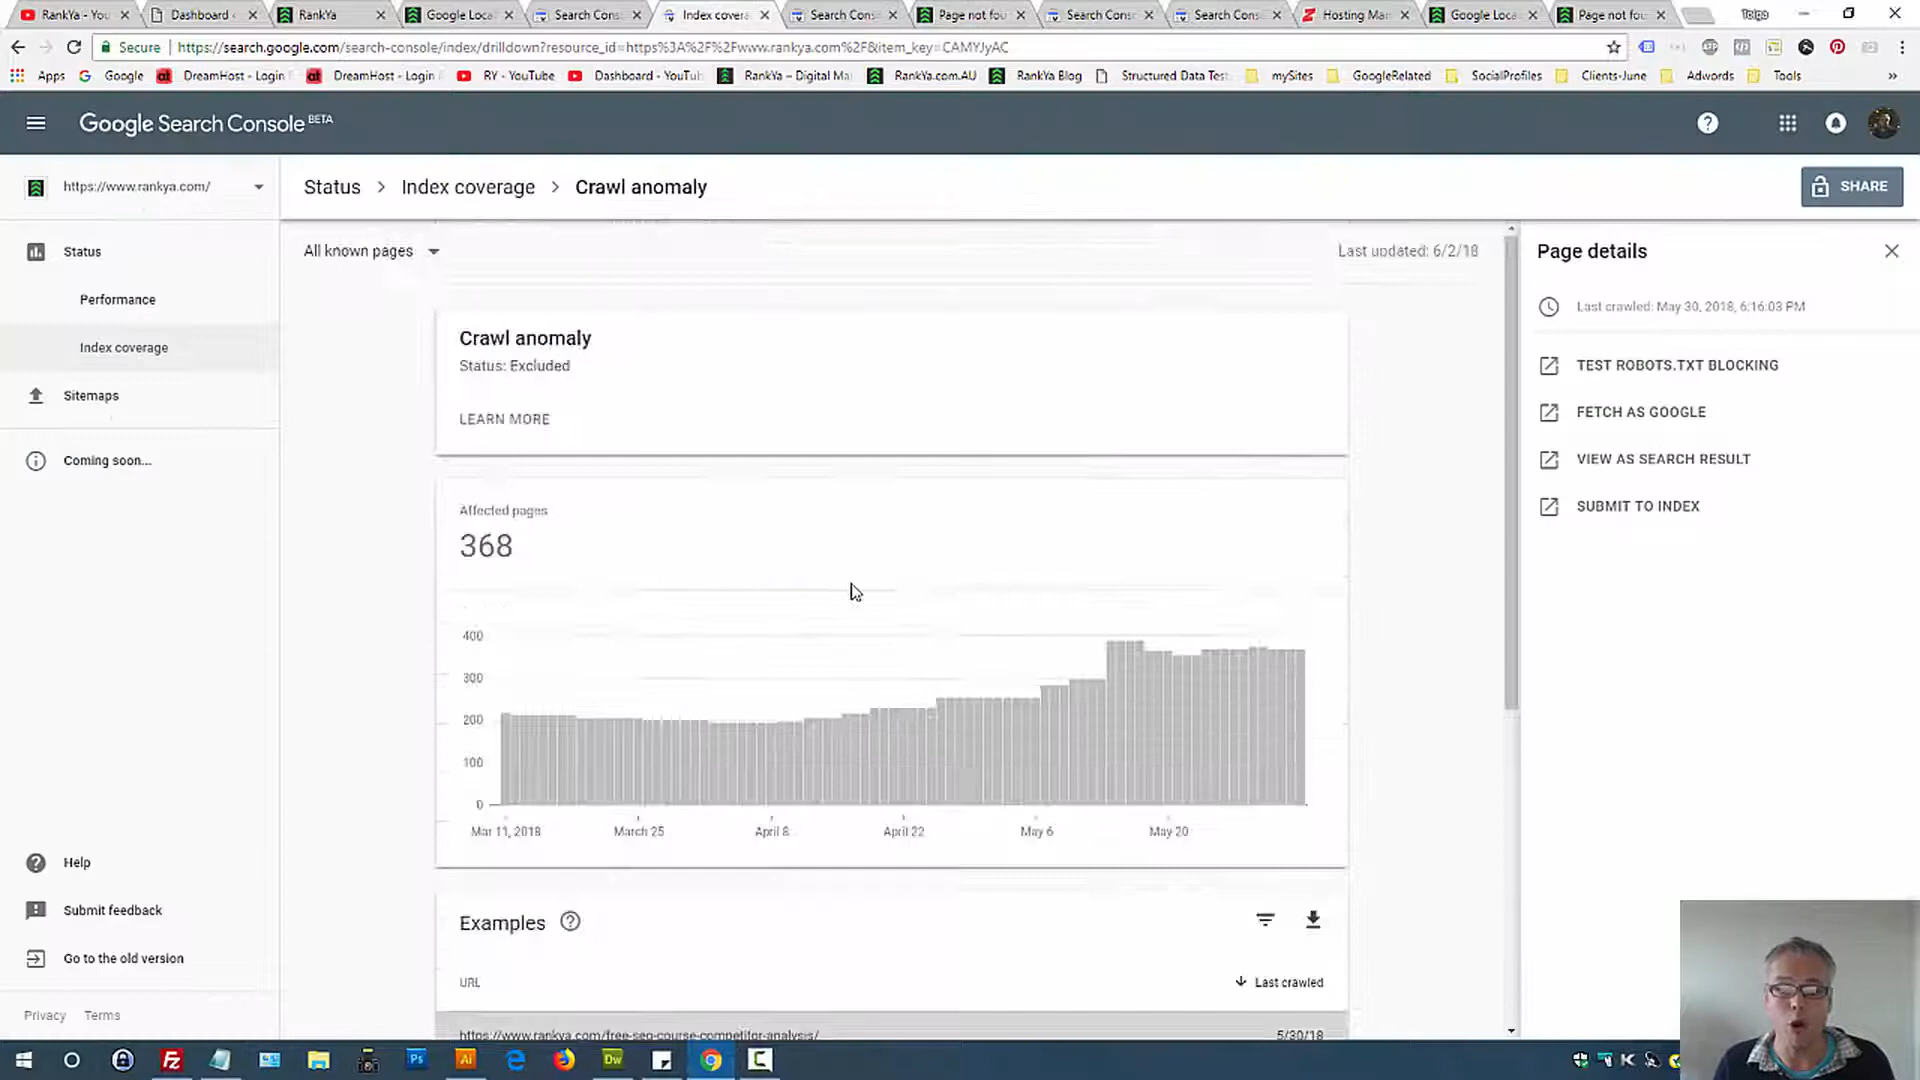 RankYa - You
Dashboard
RankYa
Google Loca
Search Cons
Index covera
Search Cons
Page not fou
Search Cons
Search Cons
Hosting Man
Google Loca
Page not fou
Tolga
Secure
https://search.google.com/search-console/index/drilldown?resource_id=https%3A%2F%2Fwww.rankya.com%2F&item_key=CAMYJyAC
Apps
Google
DreamHost - Login
DreamHost - Login
RY - YouTube
Dashboard - YouTub
RankYa – Digital Ma
RankYa.com.AU
RankYa Blog
Structured Data Test
mySites
GoogleRelated
SocialProfiles
Clients-June
Adwords
Tools
»
Google Search Console BETA
https://www.rankya.com/
Status > Index coverage > Crawl anomaly
SHARE
Status
Performance
Index coverage
Sitemaps
Coming soon...
Help
Submit feedback
Go to the old version
Privacy Terms
All known pages
Last updated: 6/2/18
Crawl anomaly
Status: Excluded
LEARN MORE
Affected pages
368
400
300
200
100
0
Mar 11, 2018
March 25
April 8
April 22
May 6
May 20
Examples
URL
Last crawled
https://www.rankya.com/free-seo-course-competitor-analysis/
5/30/18
Page details
Last crawled: May 30, 2018, 6:16:03 PM
TEST ROBOTS.TXT BLOCKING
FETCH AS GOOGLE
VIEW AS SEARCH RESULT
SUBMIT TO INDEX
Fz
Ps
Ai
Dw